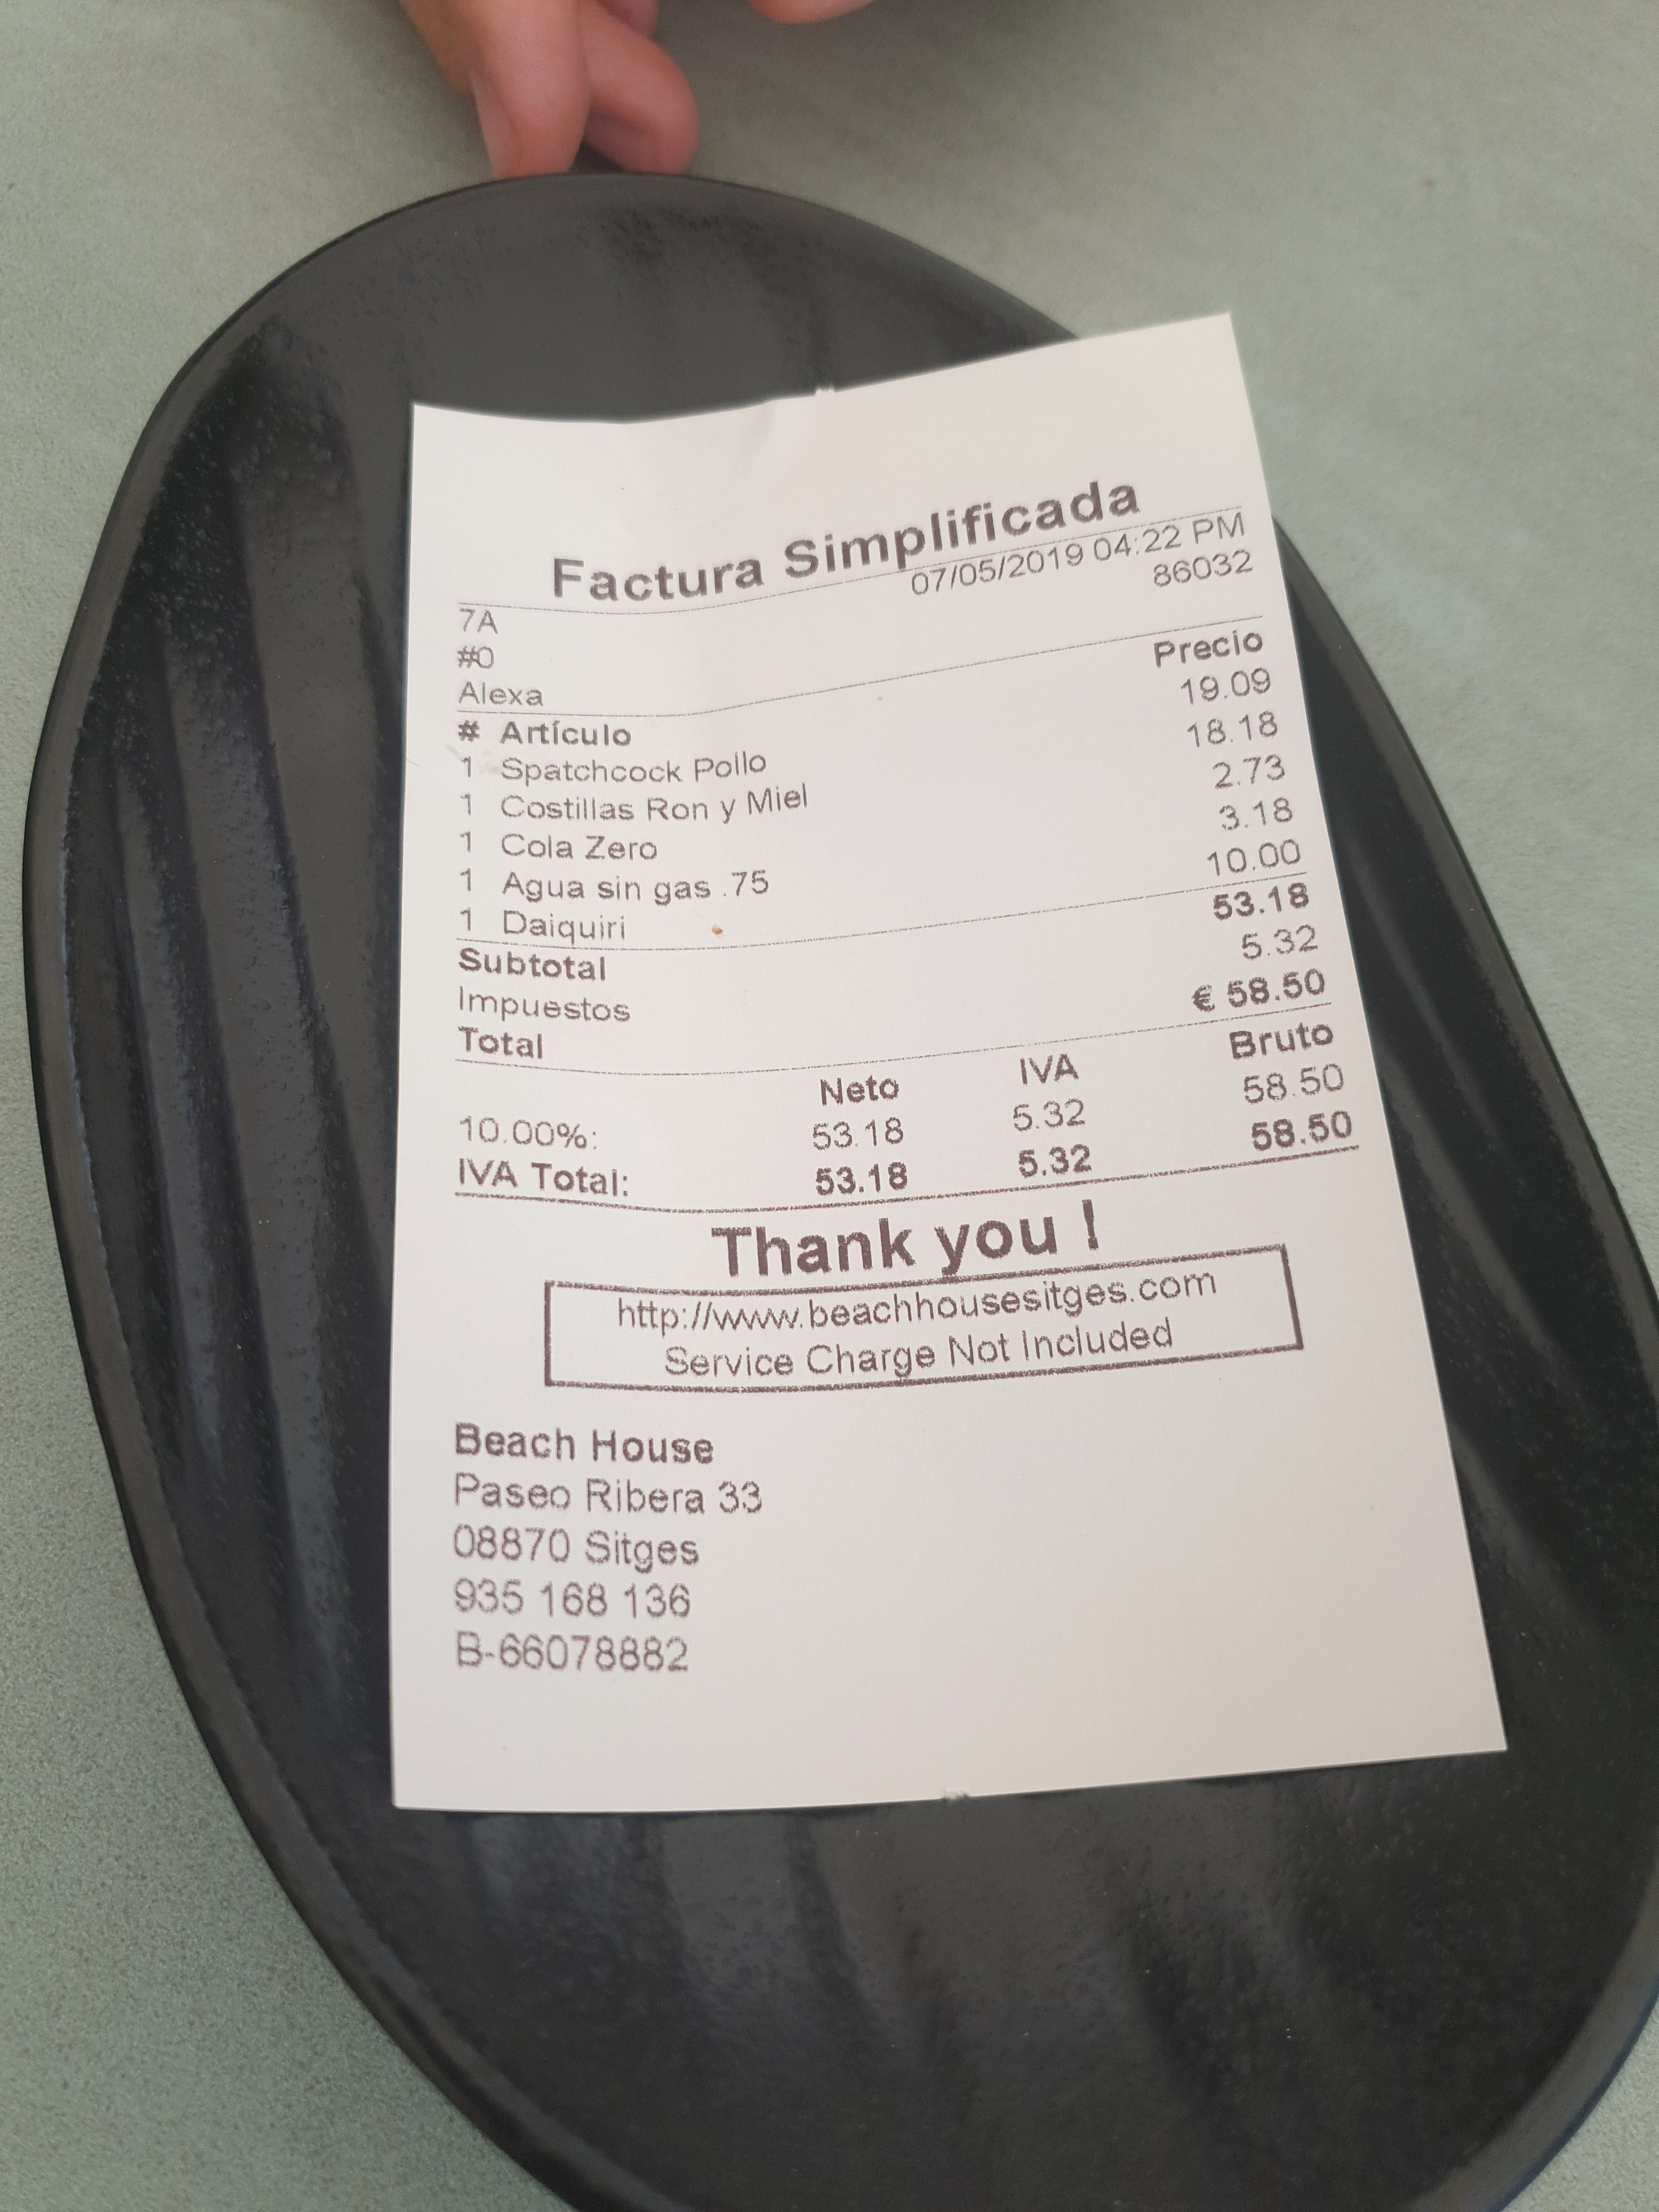 Factura Simplificada
7A 07/05/2019 04:22 PM
#0 86032
Alexa
# Artículo Precio
1 Spatchcock Pollo 19.09
1 Costillas Ron y Miel 18.18
1 Cola Zero 2.73
1 Agua sin gas .75 3.18
1 Daiquiri 10.00
Subtotal 53.18
Impuestos 5.32
Total € 58.50
Neto IVA Bruto
10.00%: 53.18 5.32 58.50
IVA Total: 53.18 5.32 58.50
Thank you !
http://www.beachhousesitges.com
Service Charge Not Included
Beach House
Paseo Ribera 33
08870 Sitges
935 168 136
B-66078882